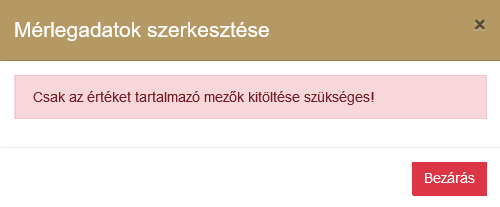 Mérlegadatok szerkesztése
×
Csak az értéket tartalmazó mezők kitöltése szükséges!
Bezárás